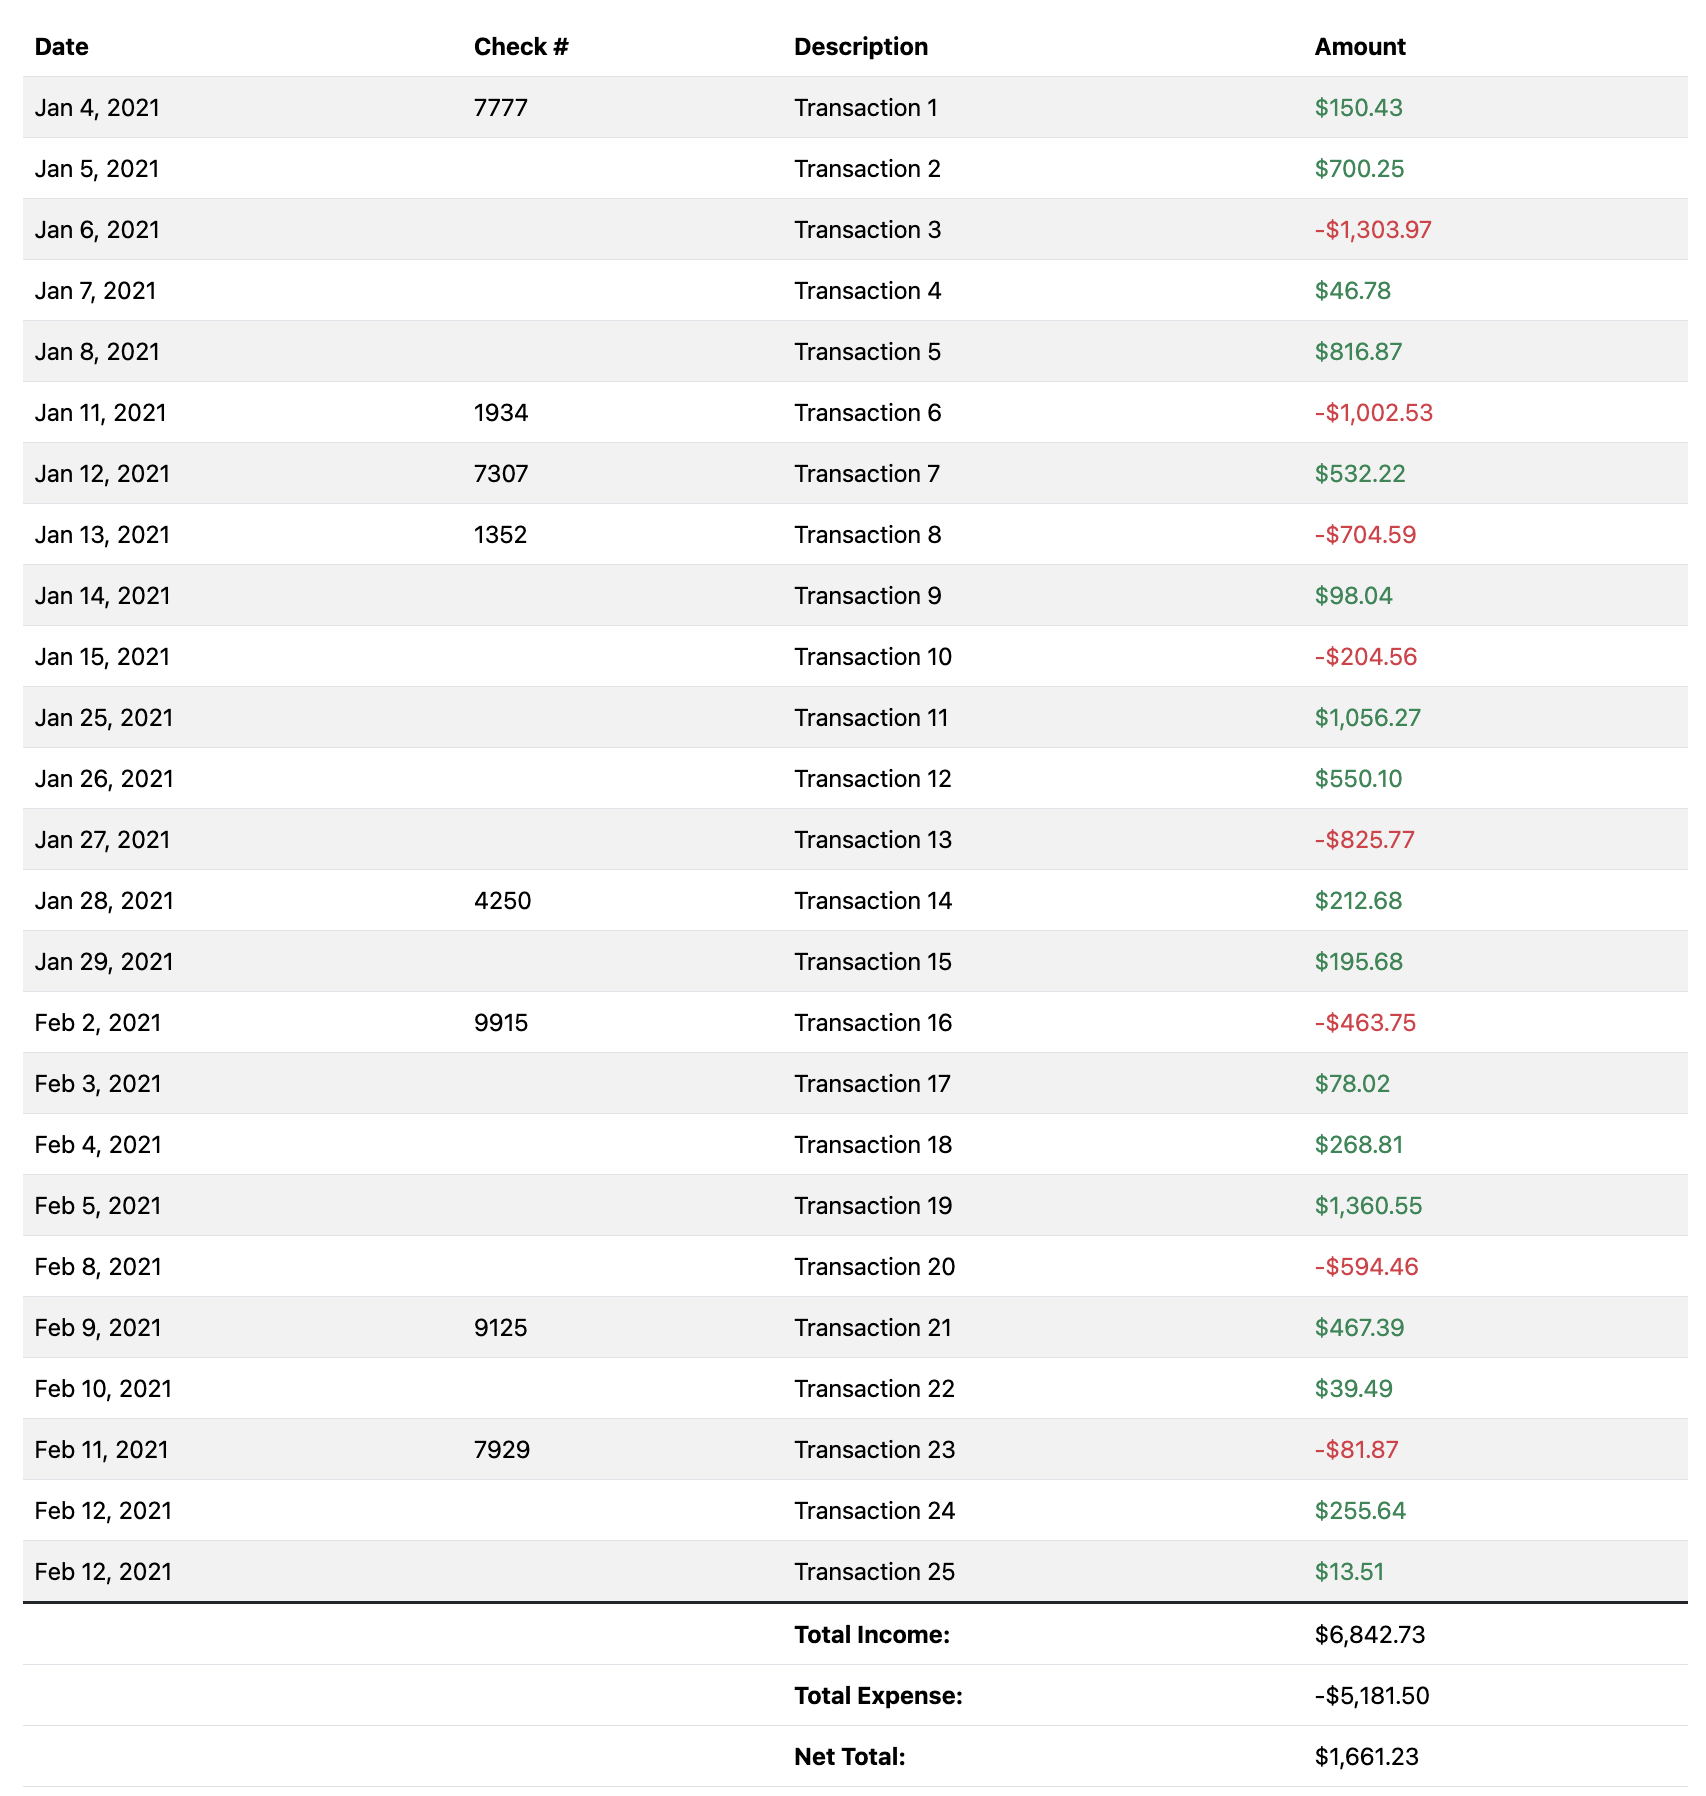 Date Check # Description Amount
Jan 4, 2021 7777 Transaction 1 $150.43
Jan 5, 2021 Transaction 2 $700.25
Jan 6, 2021 Transaction 3 -$1,303.97
Jan 7, 2021 Transaction 4 $46.78
Jan 8, 2021 Transaction 5 $816.87
Jan 11, 2021 1934 Transaction 6 -$1,002.53
Jan 12, 2021 7307 Transaction 7 $532.22
Jan 13, 2021 1352 Transaction 8 -$704.59
Jan 14, 2021 Transaction 9 $98.04
Jan 15, 2021 Transaction 10 -$204.56
Jan 25, 2021 Transaction 11 $1,056.27
Jan 26, 2021 Transaction 12 $550.10
Jan 27, 2021 Transaction 13 -$825.77
Jan 28, 2021 4250 Transaction 14 $212.68
Jan 29, 2021 Transaction 15 $195.68
Feb 2, 2021 9915 Transaction 16 -$463.75
Feb 3, 2021 Transaction 17 $78.02
Feb 4, 2021 Transaction 18 $268.81
Feb 5, 2021 Transaction 19 $1,360.55
Feb 8, 2021 Transaction 20 -$594.46
Feb 9, 2021 9125 Transaction 21 $467.39
Feb 10, 2021 Transaction 22 $39.49
Feb 11, 2021 7929 Transaction 23 -$81.87
Feb 12, 2021 Transaction 24 $255.64
Feb 12, 2021 Transaction 25 $13.51
Total Income: $6,842.73
Total Expense: -$5,181.50
Net Total: $1,661.23